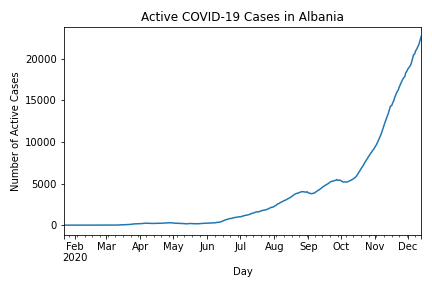 Active COVID-19 Cases in Albania
Number of Active Cases
20000
15000
10000
5000
0
Feb Mar Apr May Jun Jul Aug Sep Oct Nov Dec
2020
Day